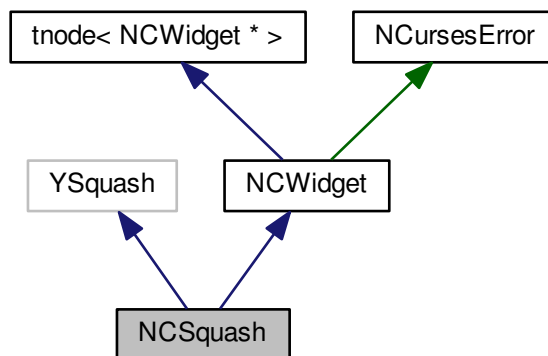 tnode< NCWidget * >
NCursesError
YSquash
NCWidget
NCSquash